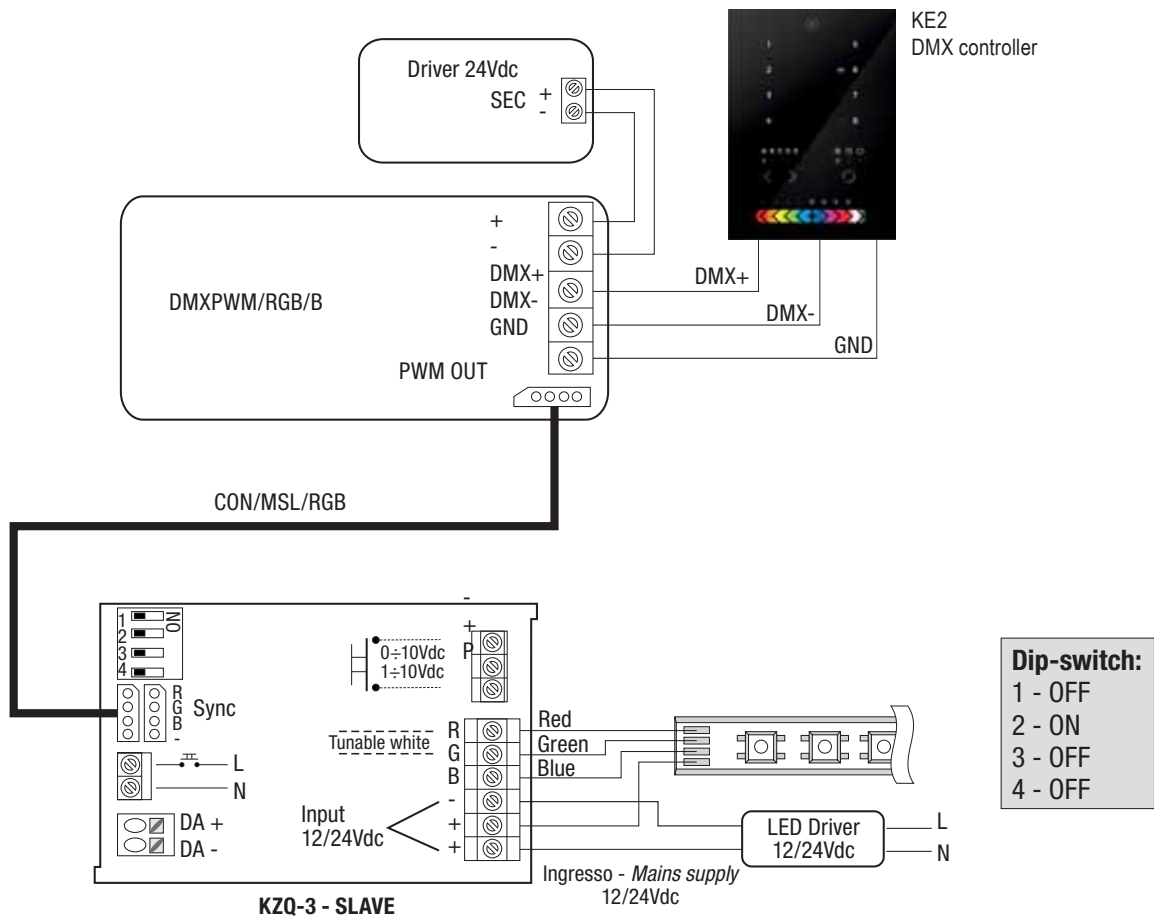 KE2
DMX controller
Driver 24Vdc
SEC
+
-
+
-
DMX+
DMX-
GND
DMXPWM/RGB/B
PWM OUT
DMX+
DMX-
GND
CON/MSL/RGB
1
2
3
4
ON
R
G
B
-
Sync
L
N
DA +
DA -
0÷10Vdc
1÷10Vdc
-
+
P
Tunable white
R
G
B
-
+
+
Input
12/24Vdc
Red
Green
Blue
LED Driver
12/24Vdc
L
N
Ingresso - Mains supply
12/24Vdc
KZQ-3 - SLAVE
Dip-switch:
1 - OFF
2 - ON
3 - OFF
4 - OFF